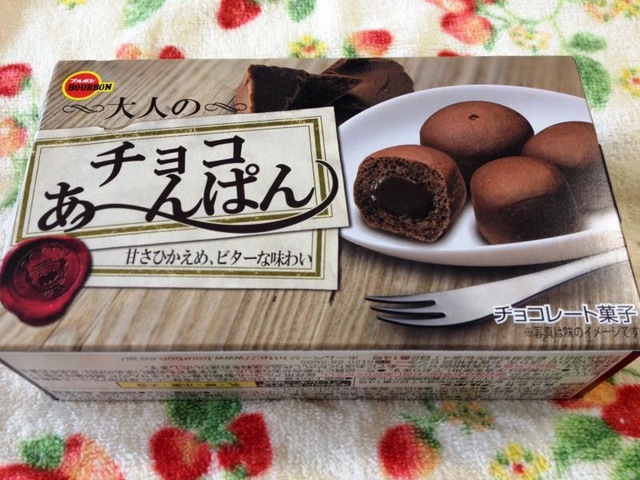 ブルボン
BOURBON
大人の
チョコ
あ〜んぱん
甘さひかえめ、ビターな味わい
チョコレート菓子
※写真は味のイメージです